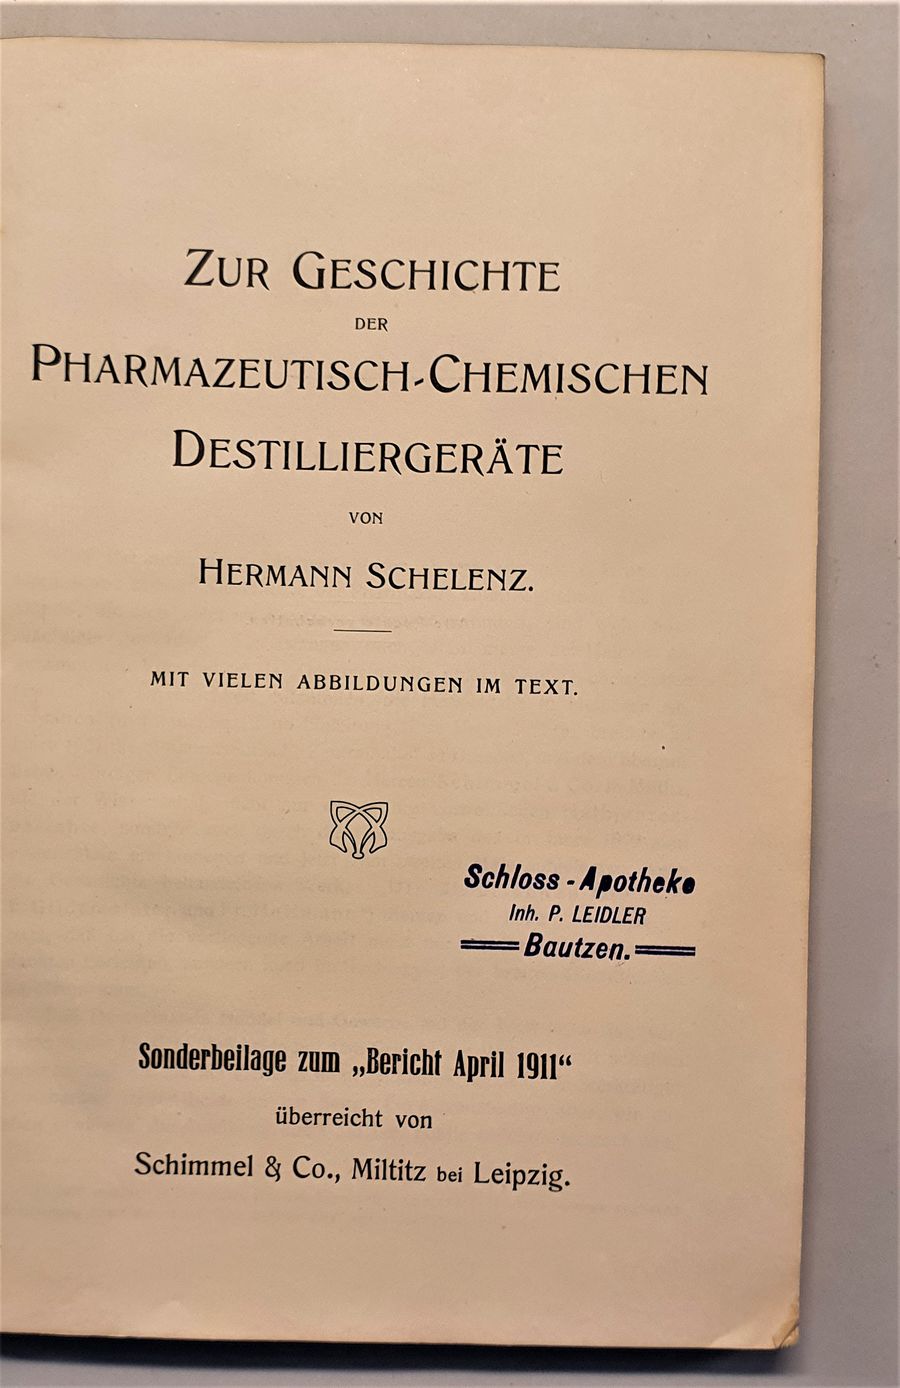 Zur Geschichte
der
Pharmazeutisch-Chemischen
Destilliergeräte
von
Hermann Schelenz.
Mit vielen Abbildungen im Text.
Schloss-Apotheke
Inh. P. LEIDLER
Bautzen.
Sonderbeilage zum „Bericht April 1911“
überreicht von
Schimmel & Co., Miltitz bei Leipzig.